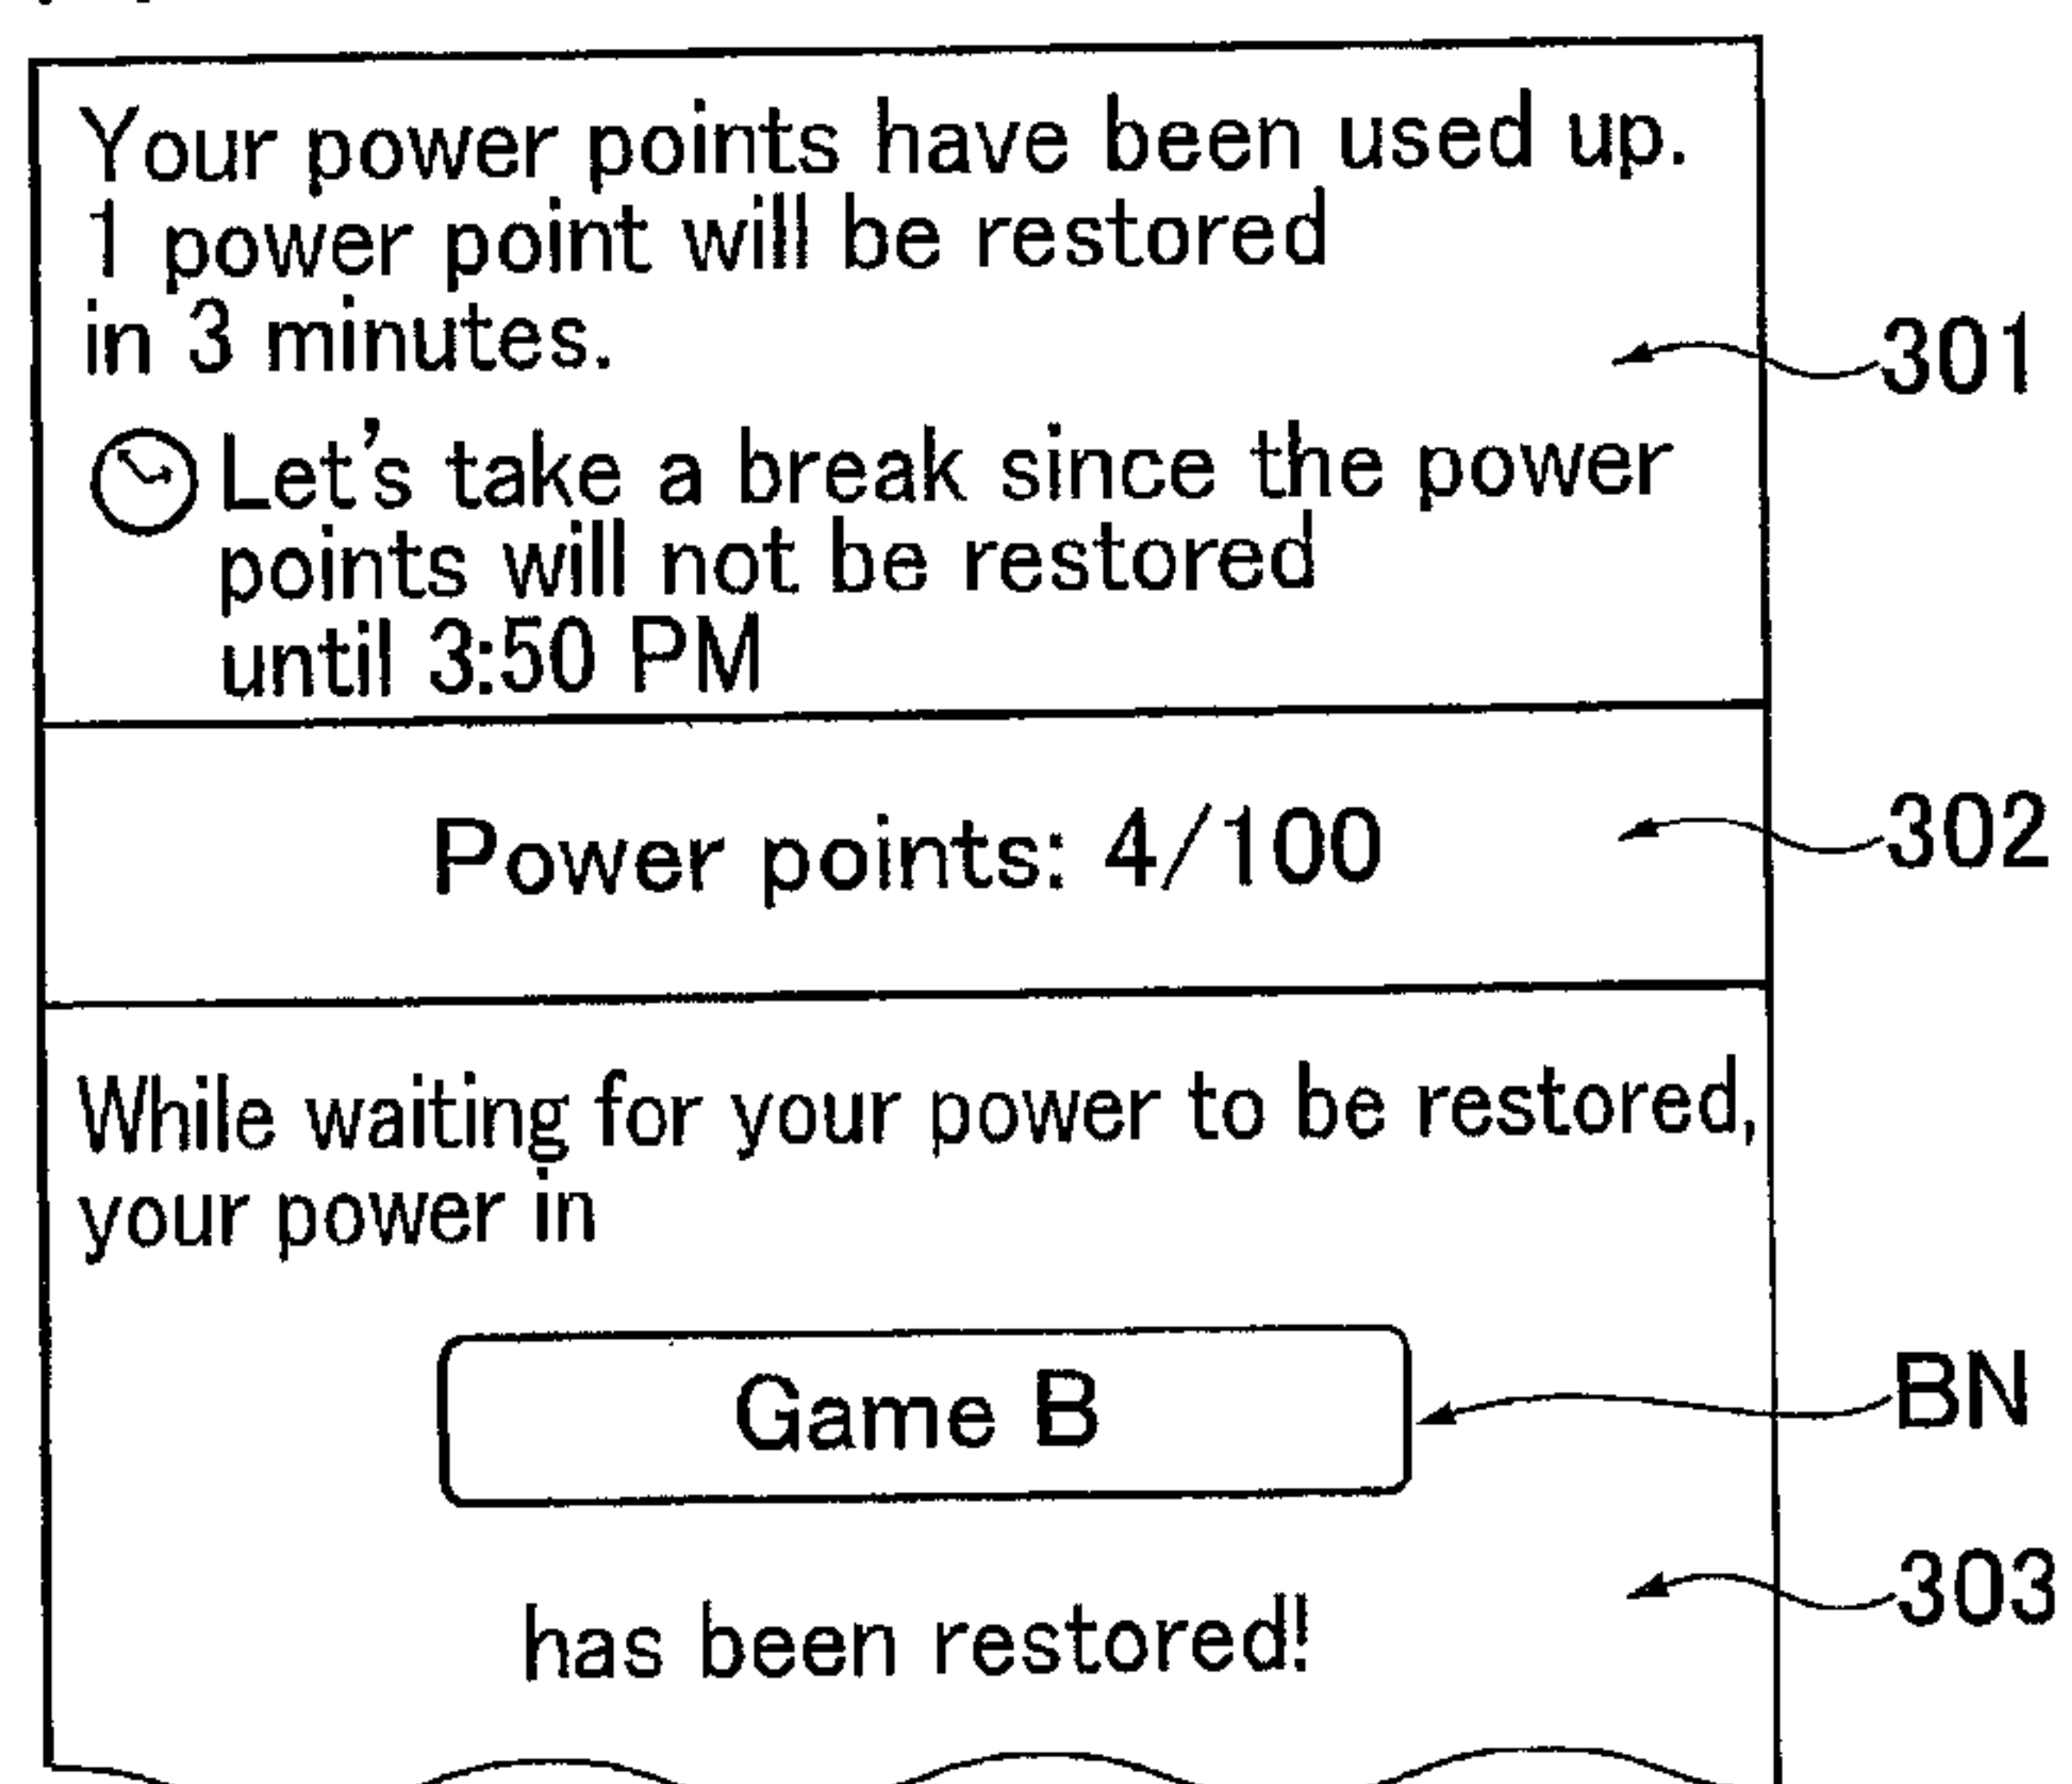 Your power points have been used up.
1 power point will be restored
in 3 minutes.
301
Let's take a break since the power
points will not be restored
until 3:50 PM
Power points: 4/100
302
While waiting for your power to be restored,
your power in
Game B
BN
303
has been restored!